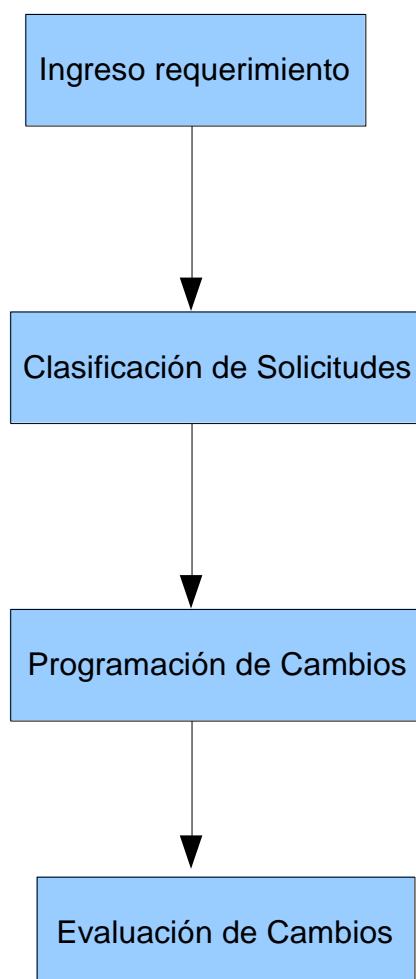 Ingreso requerimiento
Clasificación de Solicitudes
Programación de Cambios
Evaluación de Cambios